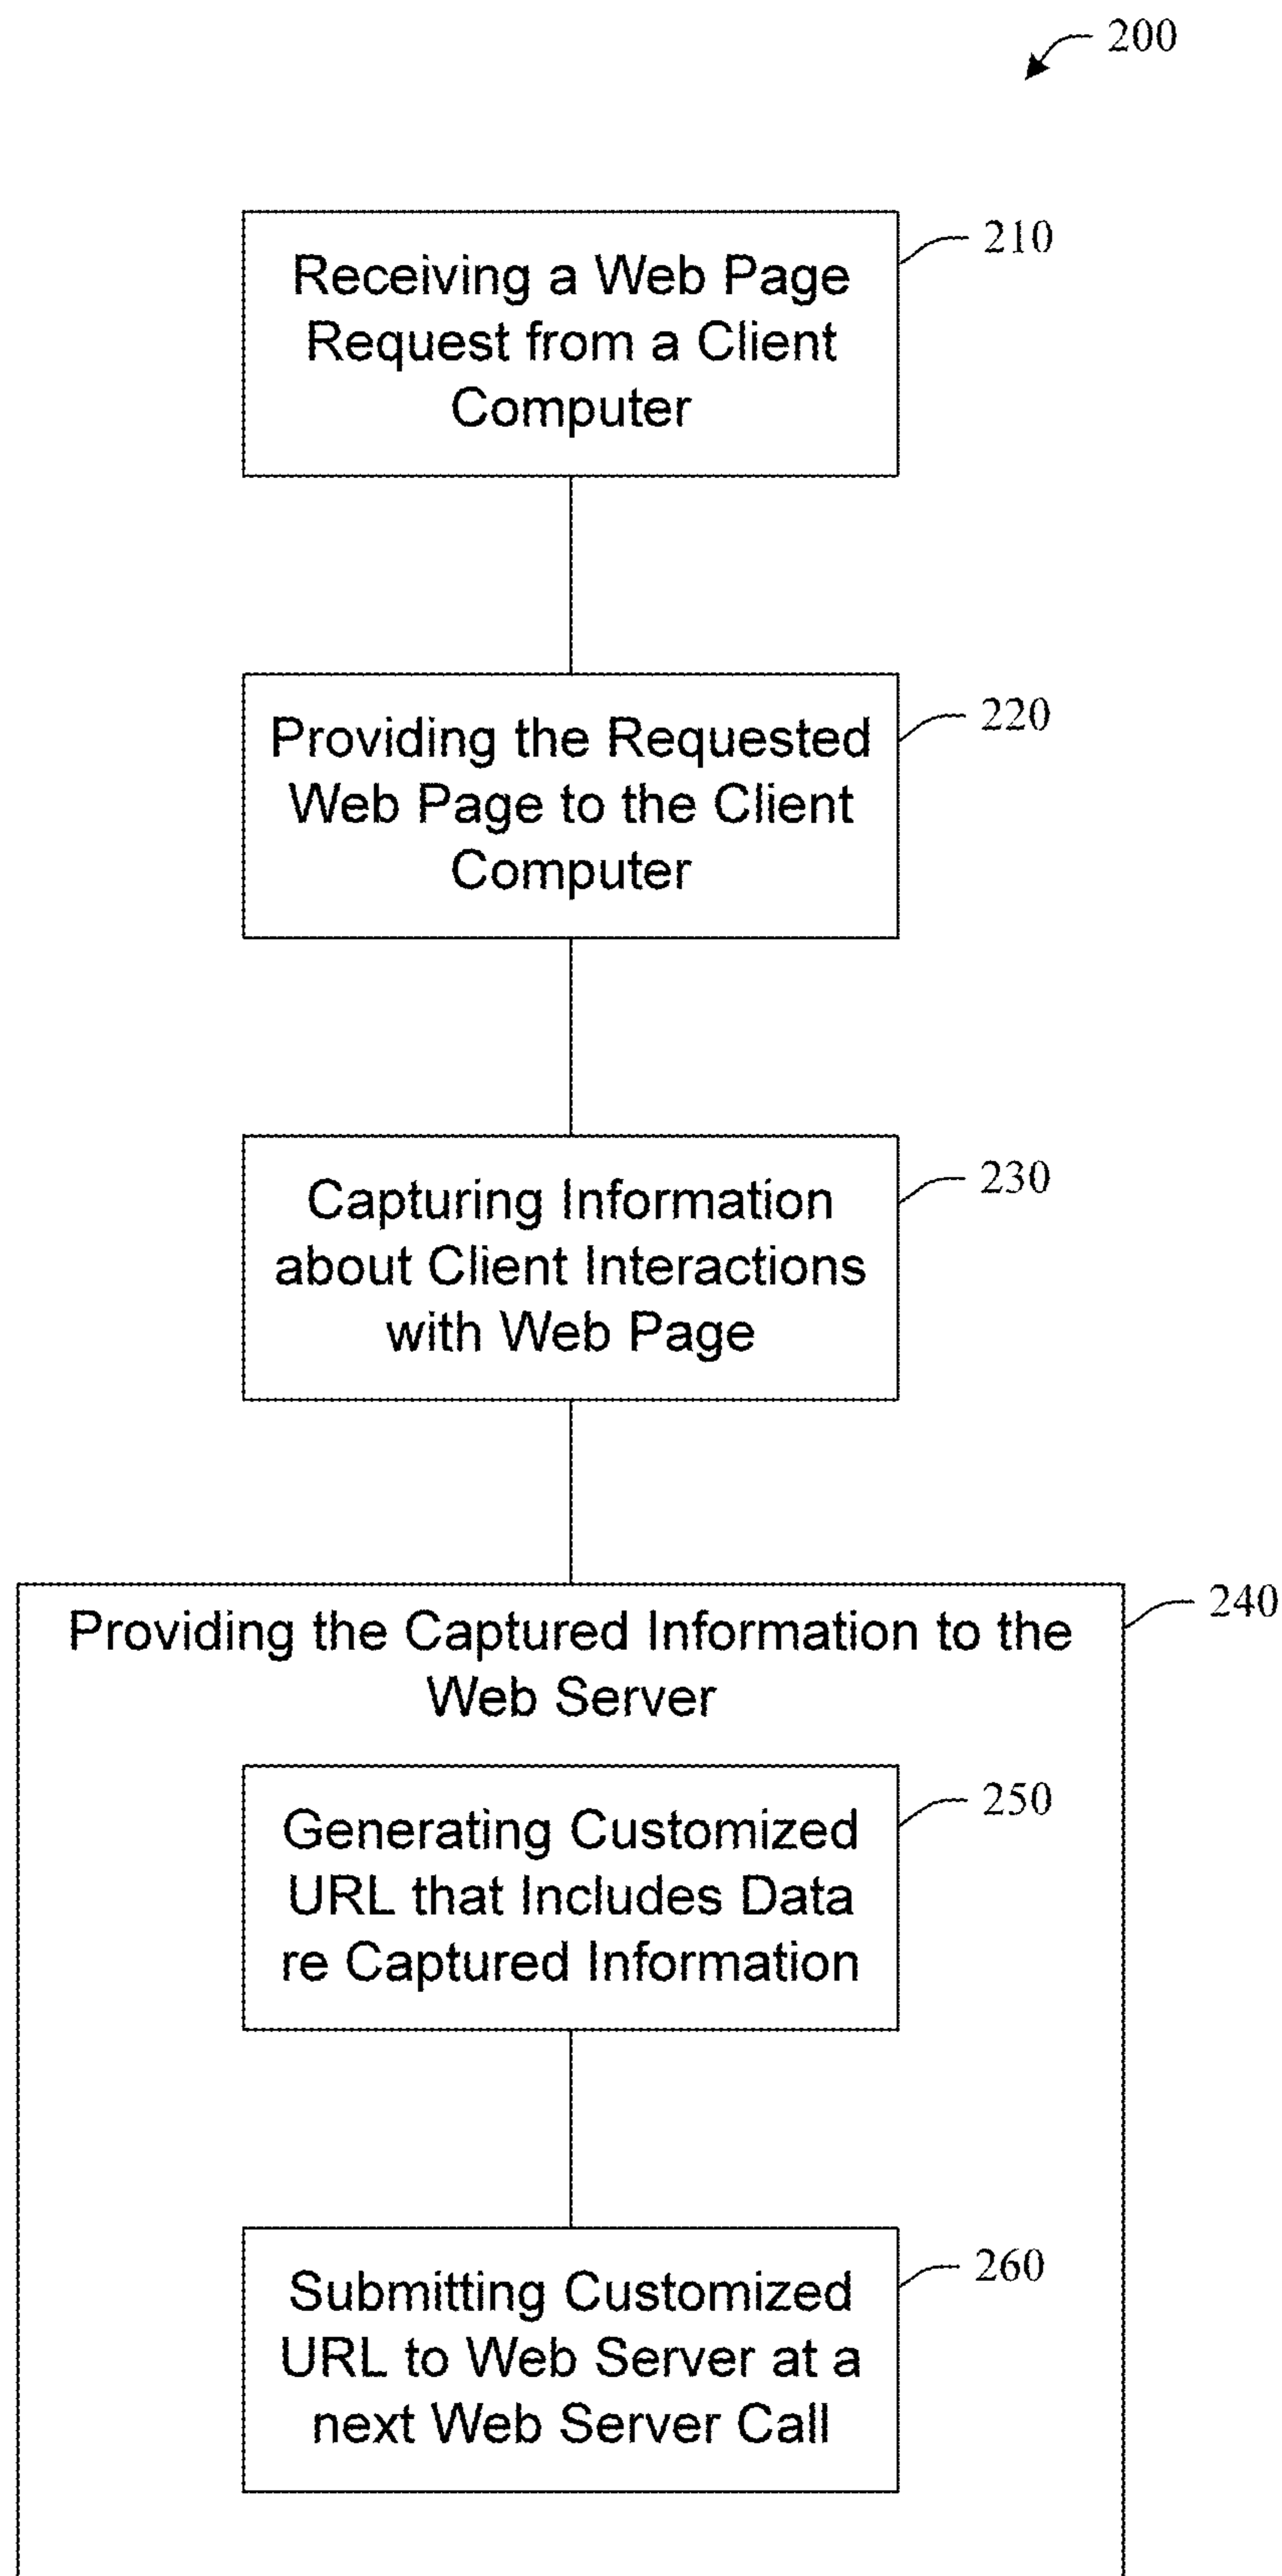 200
210
Receiving a Web Page
Request from a Client
Computer
220
Providing the Requested
Web Page to the Client
Computer
230
Capturing Information
about Client Interactions
with Web Page
240
Providing the Captured Information to the
Web Server
250
Generating Customized
URL that Includes Data
re Captured Information
260
Submitting Customized
URL to Web Server at a
next Web Server Call